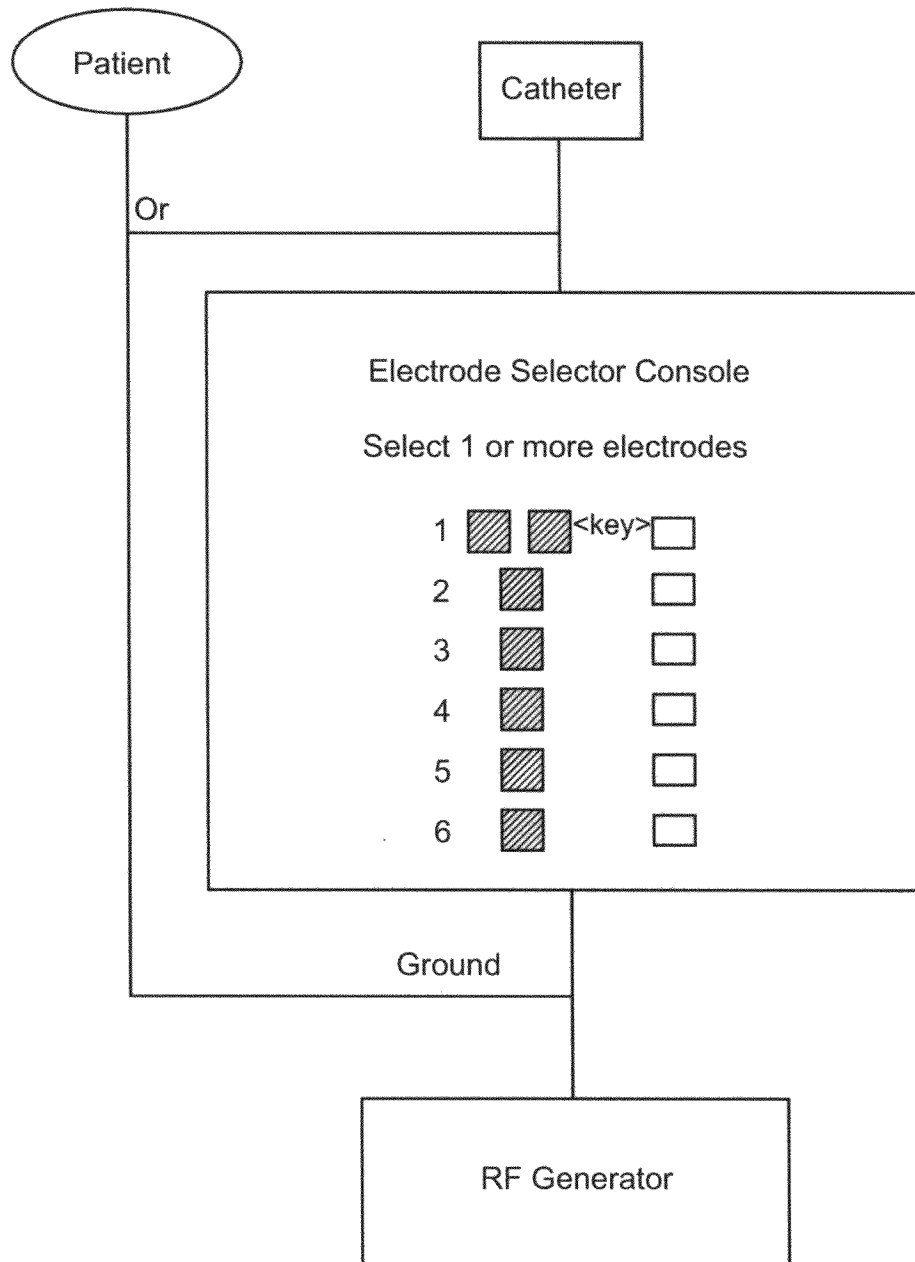 Patient
Catheter
Or
Electrode Selector Console
Select 1 or more electrodes
1 <key>
2
3
4
5
6
Ground
RF Generator